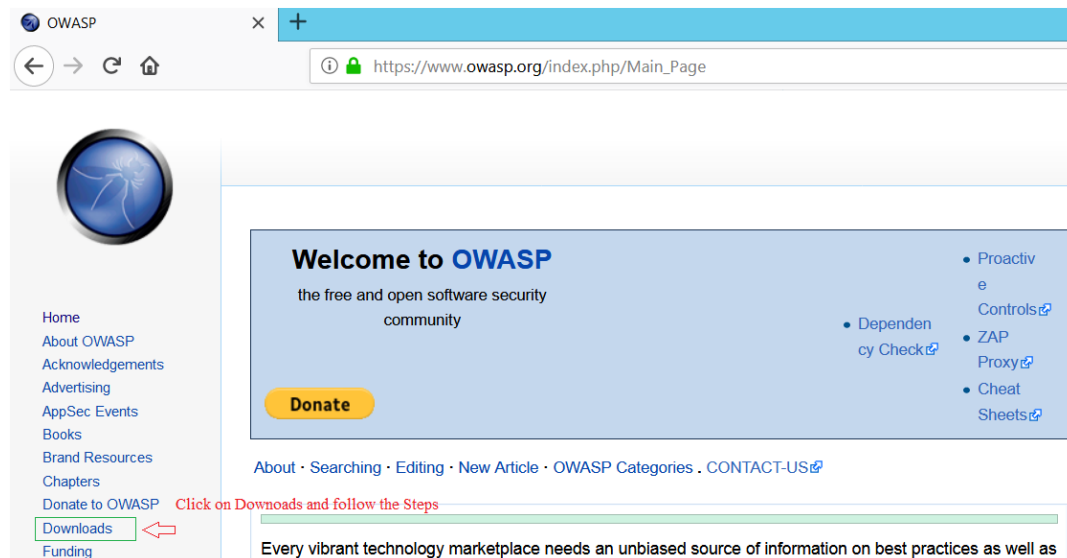 OWASP
https://www.owasp.org/index.php/Main_Page
Welcome to OWASP
the free and open software security
community
Donate
• Dependen
cy Check
• Proactiv
e
Controls
• ZAP
Proxy
• Cheat
Sheets
Home
About OWASP
Acknowledgements
Advertising
AppSec Events
Books
Brand Resources
Chapters
Donate to OWASP
Downloads
Funding
Click on Downoads and follow the Steps
About · Searching · Editing · New Article · OWASP Categories . CONTACT-US
Every vibrant technology marketplace needs an unbiased source of information on best practices as well as